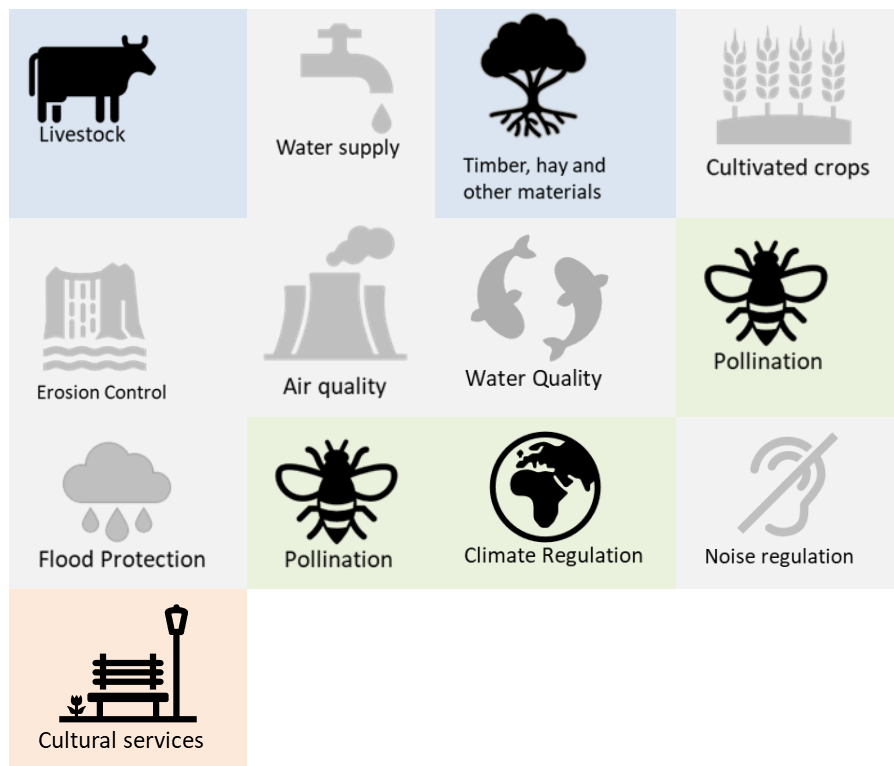 Livestock
Water supply
Timber, hay and
other materials
Cultivated crops
Erosion Control
Air quality
Water Quality
Pollination
Flood Protection
Pollination
Climate Regulation
Noise regulation
Cultural services